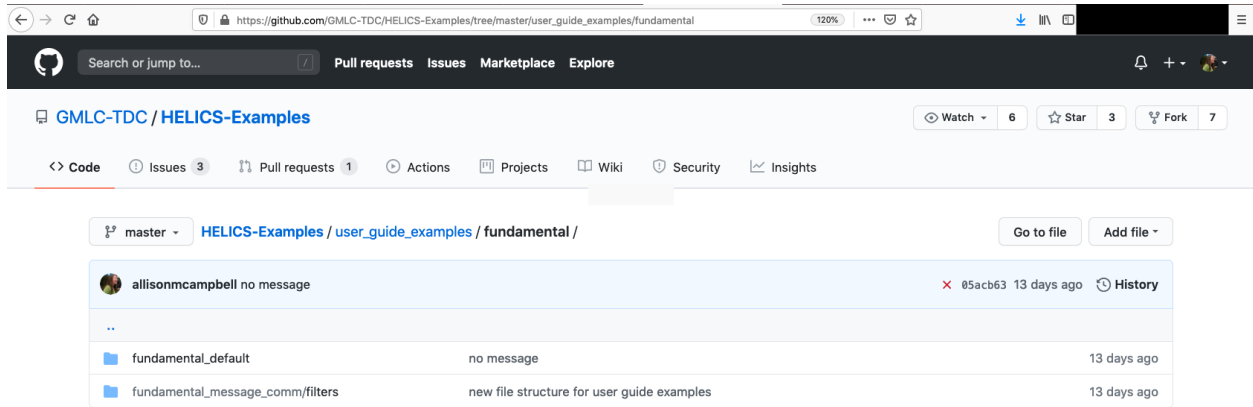 https://github.com/GMLC-TDC/HELICS-Examples/tree/master/user_guide_examples/fundamental 120%
Search or jump to... / Pull requests Issues Marketplace Explore
GMLC-TDC / HELICS-Examples Watch 6 Star 3 Fork 7
Code Issues 3 Pull requests 1 Actions Projects Wiki Security Insights
master HELICS-Examples / user_guide_examples / fundamental / Go to file Add file
allisonmcampbell no message 05acb63 13 days ago History
..
fundamental_default no message 13 days ago
fundamental_message_comm/filters new file structure for user guide examples 13 days ago